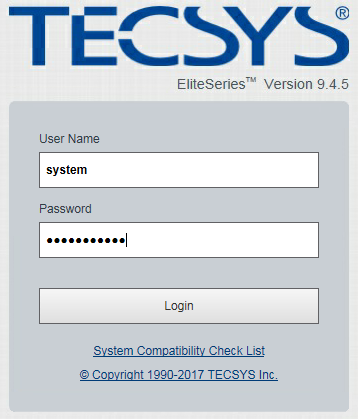 TECSYS®
EliteSeries™ Version 9.4.5
User Name
system
Password
●●●●●●●●●●●
Login
System Compatibility Check List
© Copyright 1990-2017 TECSYS Inc.